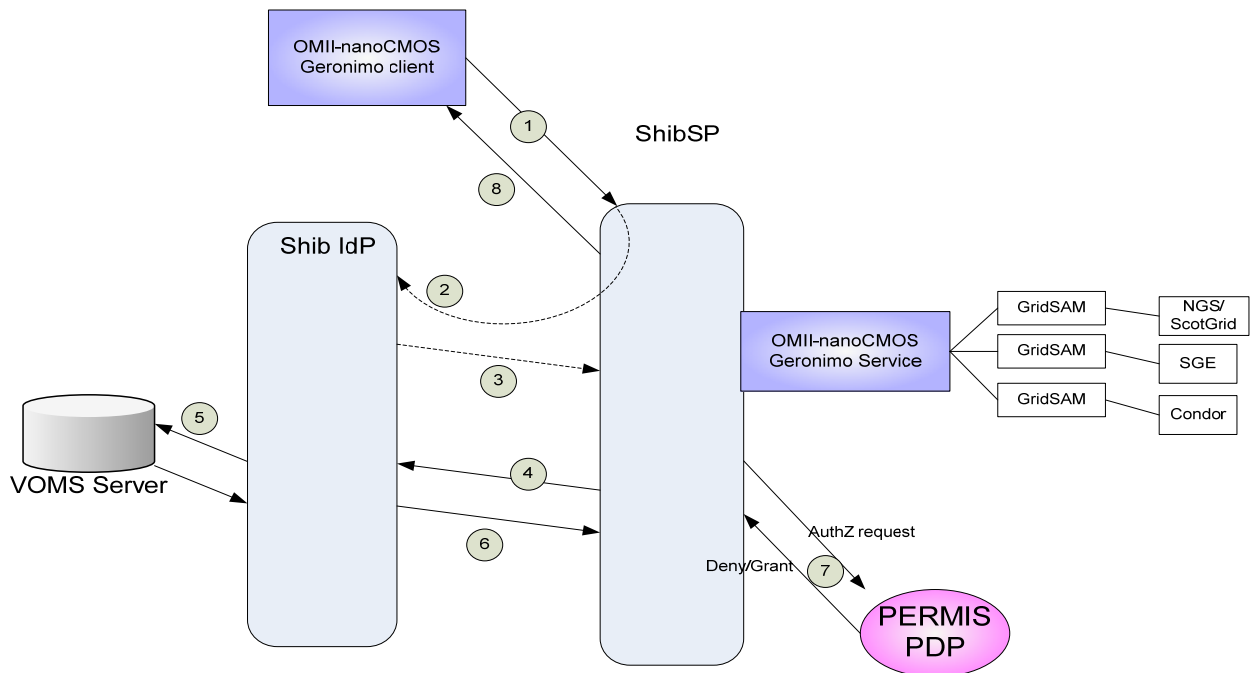 OMII-nanoCMOS
Geronimo client
1
ShibSP
8
Shib IdP
2
OMII-nanoCMOS
Geronimo Service
GridSAM
NGS/
ScotGrid
GridSAM
SGE
GridSAM
Condor
3
5
VOMS Server
4
6
AuthZ request
Deny/Grant
7
PERMIS
PDP